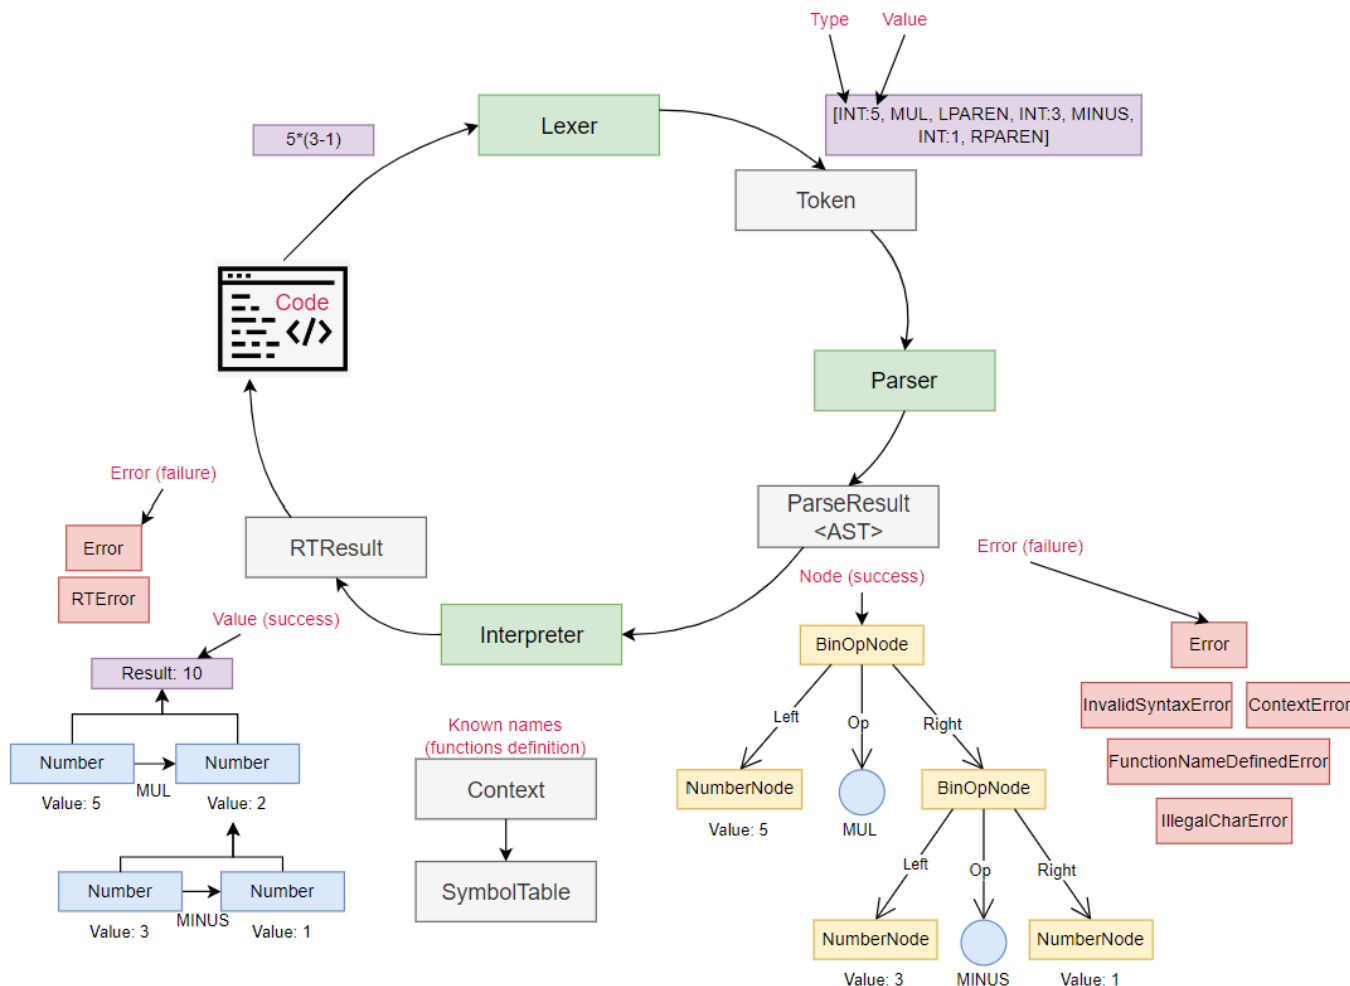 Type
Value
Lexer
[INT:5, MUL, LPAREN, INT:3, MINUS,
INT:1, RPAREN]
5*(3-1)
Token
Code
</>
Parser
Error (failure)
ParseResult
<AST>
RTResult
Error
Error (failure)
Node (success)
RTError
Value (success)
Interpreter
BinOpNode
Error
Result: 10
InvalidSyntaxError
ContextError
Left
Op
Right
Known names
(functions definition)
Number
Number
FunctionNameDefinedError
Context
NumberNode
BinOpNode
MUL
Value: 5
Value: 2
IllegalCharError
Value: 5
MUL
Left
Op
Right
Number
Number
SymbolTable
MINUS
Value: 3
Value: 1
NumberNode
NumberNode
Value: 3
MINUS
Value: 1